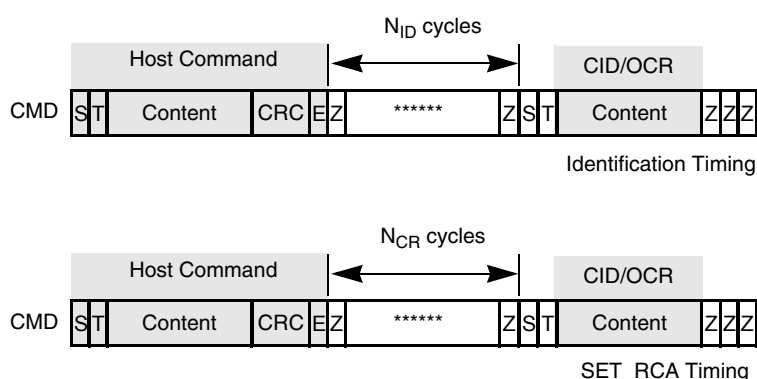 N_ID cycles
Host Command CID/OCR
CMD S T Content CRC E Z ****** Z S T Content Z Z Z
Identification Timing
N_CR cycles
Host Command CID/OCR
CMD S T Content CRC E Z ****** Z S T Content Z Z Z
SET_RCA Timing